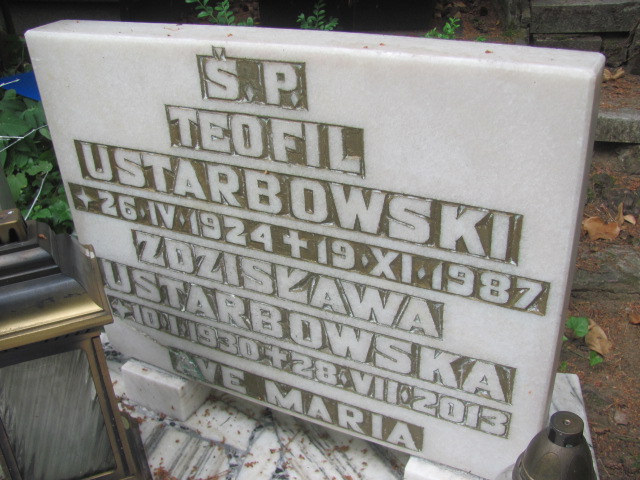 Ś.P.
TEOFIL
USTARBOWSKI
* 26·IV·1924 + 19·XI·1987
ZDZISŁAWA
USTARBOWSKA
* 10·I·1930 + 28·VII·2013
AVE MARIA